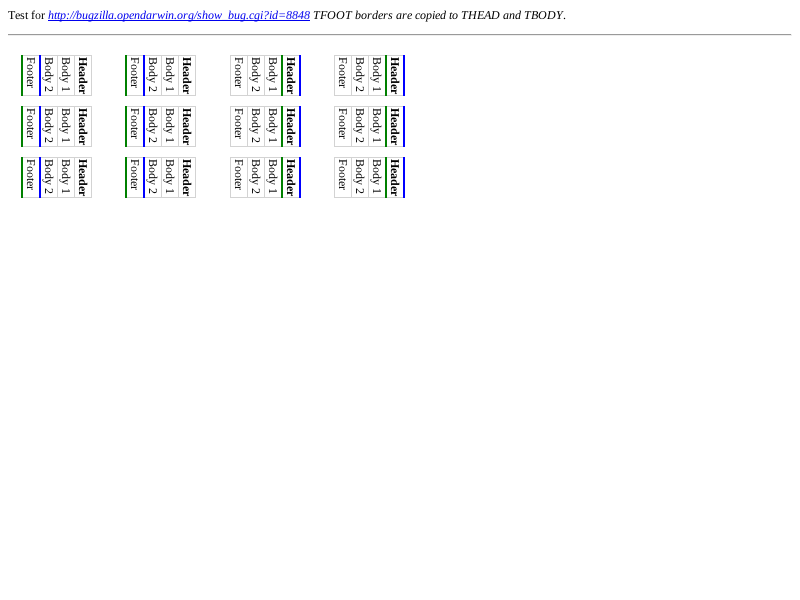 Test for http://bugzilla.opendarwin.org/show_bug.cgi?id=8848 TFOOT borders are copied to THEAD and TBODY.
Header
Body 1
Body 2
Footer
Header
Body 1
Body 2
Footer
Header
Body 1
Body 2
Footer
Header
Body 1
Body 2
Footer
Header
Body 1
Body 2
Footer
Header
Body 1
Body 2
Footer
Header
Body 1
Body 2
Footer
Header
Body 1
Body 2
Footer
Header
Body 1
Body 2
Footer
Header
Body 1
Body 2
Footer
Header
Body 1
Body 2
Footer
Header
Body 1
Body 2
Footer